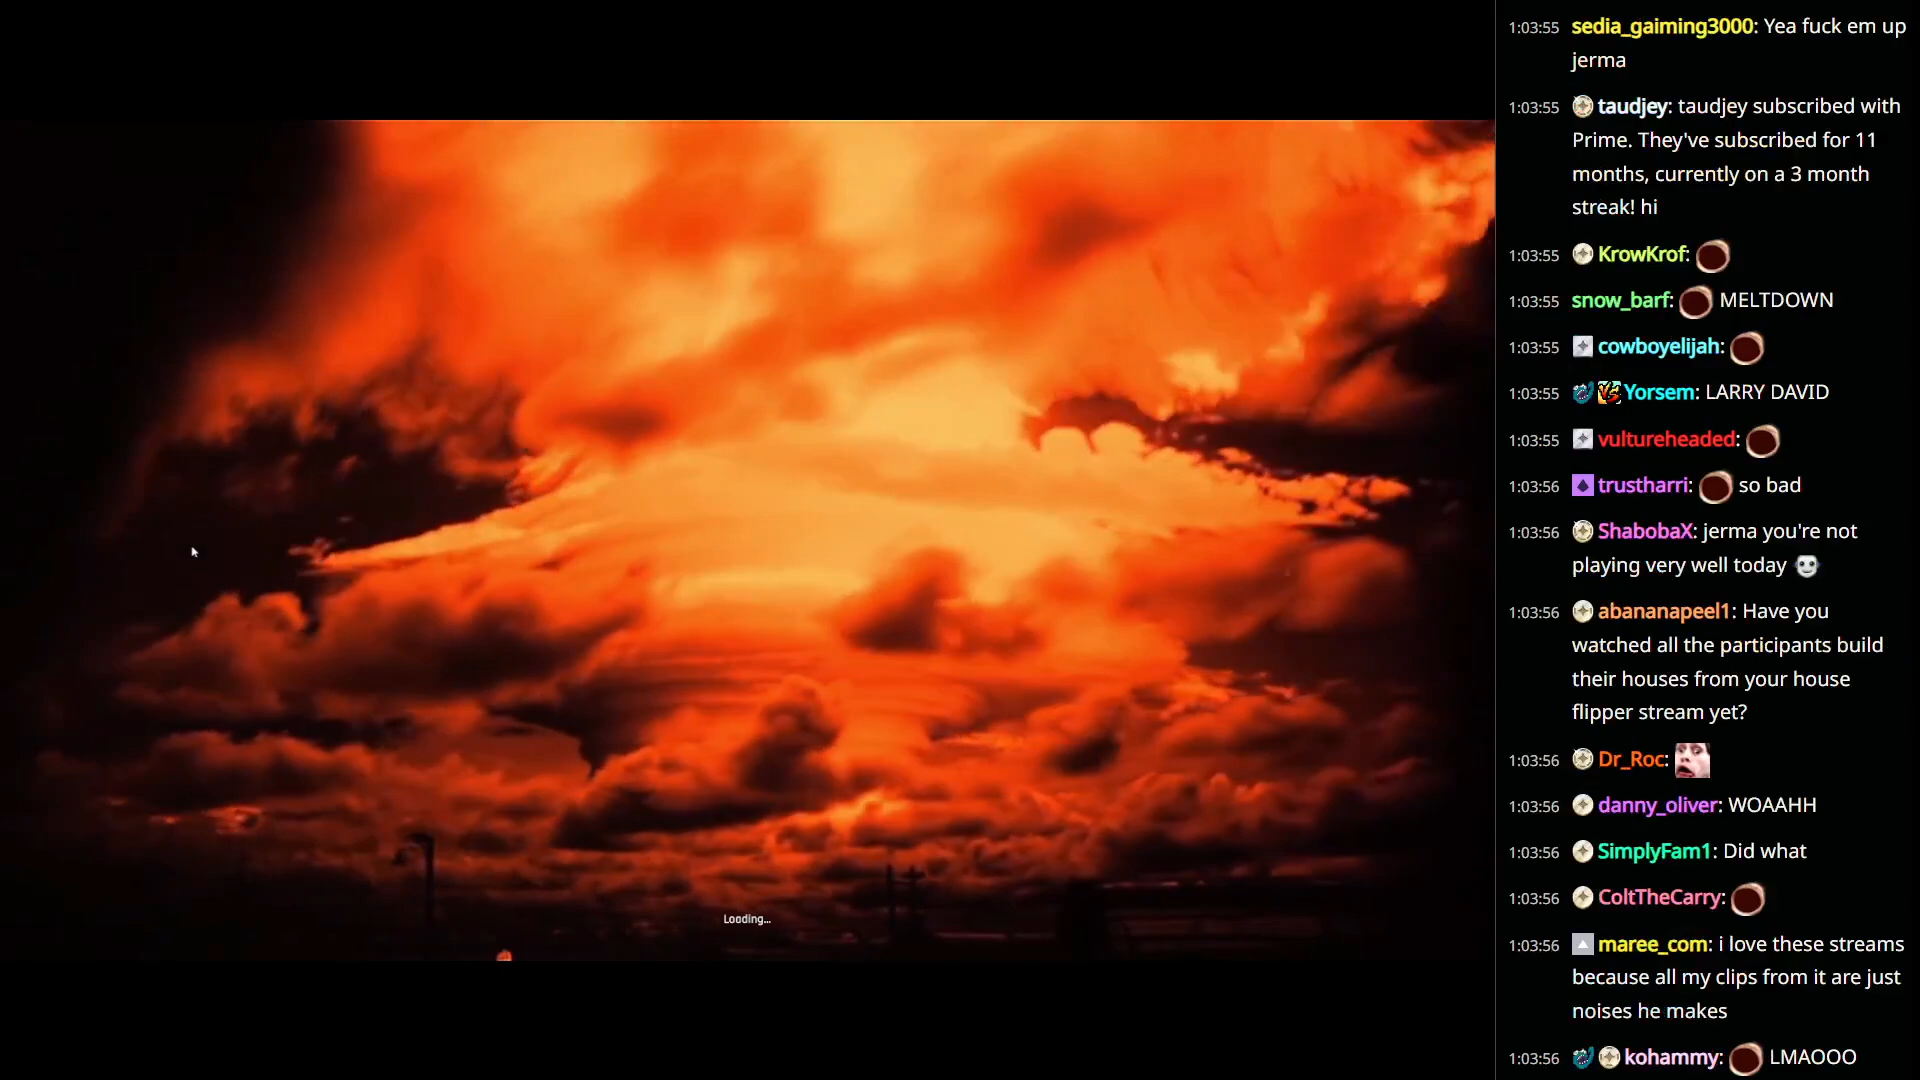 Loading...
1:03:55 sedia_gaiming3000: Yea fuck em up
jerma
1:03:55 taudjey: taudjey subscribed with
Prime. They've subscribed for 11
months, currently on a 3 month
streak! hi
1:03:55 KrowKrof:
1:03:55 snow_barf: MELTDOWN
1:03:55 cowboyelijah:
1:03:55 VS Yorsem: LARRY DAVID
1:03:55 vultureheaded:
1:03:56 trustharri: so bad
1:03:56 ShabobaX: jerma you're not
playing very well today
1:03:56 abananapeel1: Have you
watched all the participants build
their houses from your house
flipper stream yet?
1:03:56 Dr_Roc:
1:03:56 danny_oliver: WOAAHH
1:03:56 SimplyFam1: Did what
1:03:56 ColtTheCarry:
1:03:56 maree_com: i love these streams
because all my clips from it are just
noises he makes
1:03:56 kohammy: LMAOOO